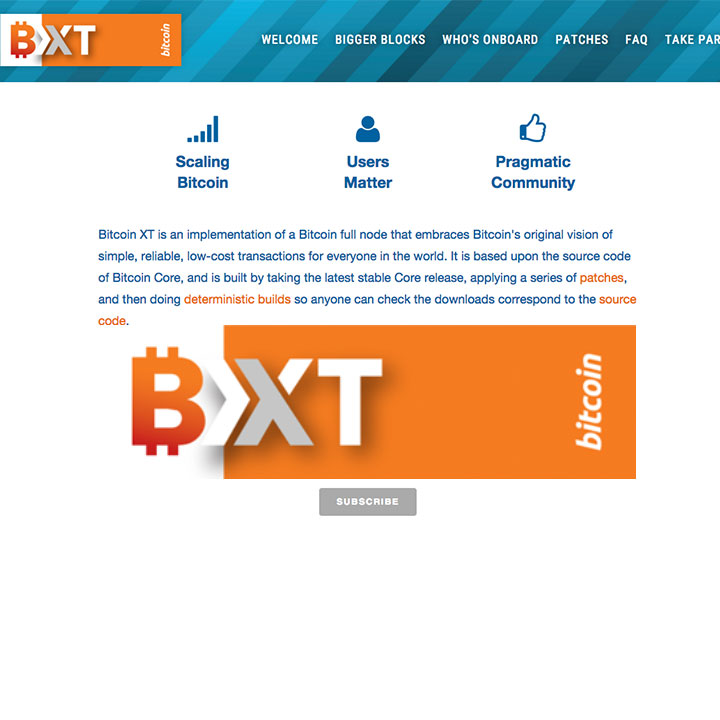 BXT bitcoin
WELCOME BIGGER BLOCKS WHO'S ONBOARD PATCHES FAQ TAKE PAR
Scaling
Bitcoin
Users
Matter
Pragmatic
Community
Bitcoin XT is an implementation of a Bitcoin full node that embraces Bitcoin's original vision of
simple, reliable, low-cost transactions for everyone in the world. It is based upon the source code
of Bitcoin Core, and is built by taking the latest stable Core release, applying a series of patches,
and then doing deterministic builds so anyone can check the downloads correspond to the source
code.
BXT bitcoin
SUBSCRIBE